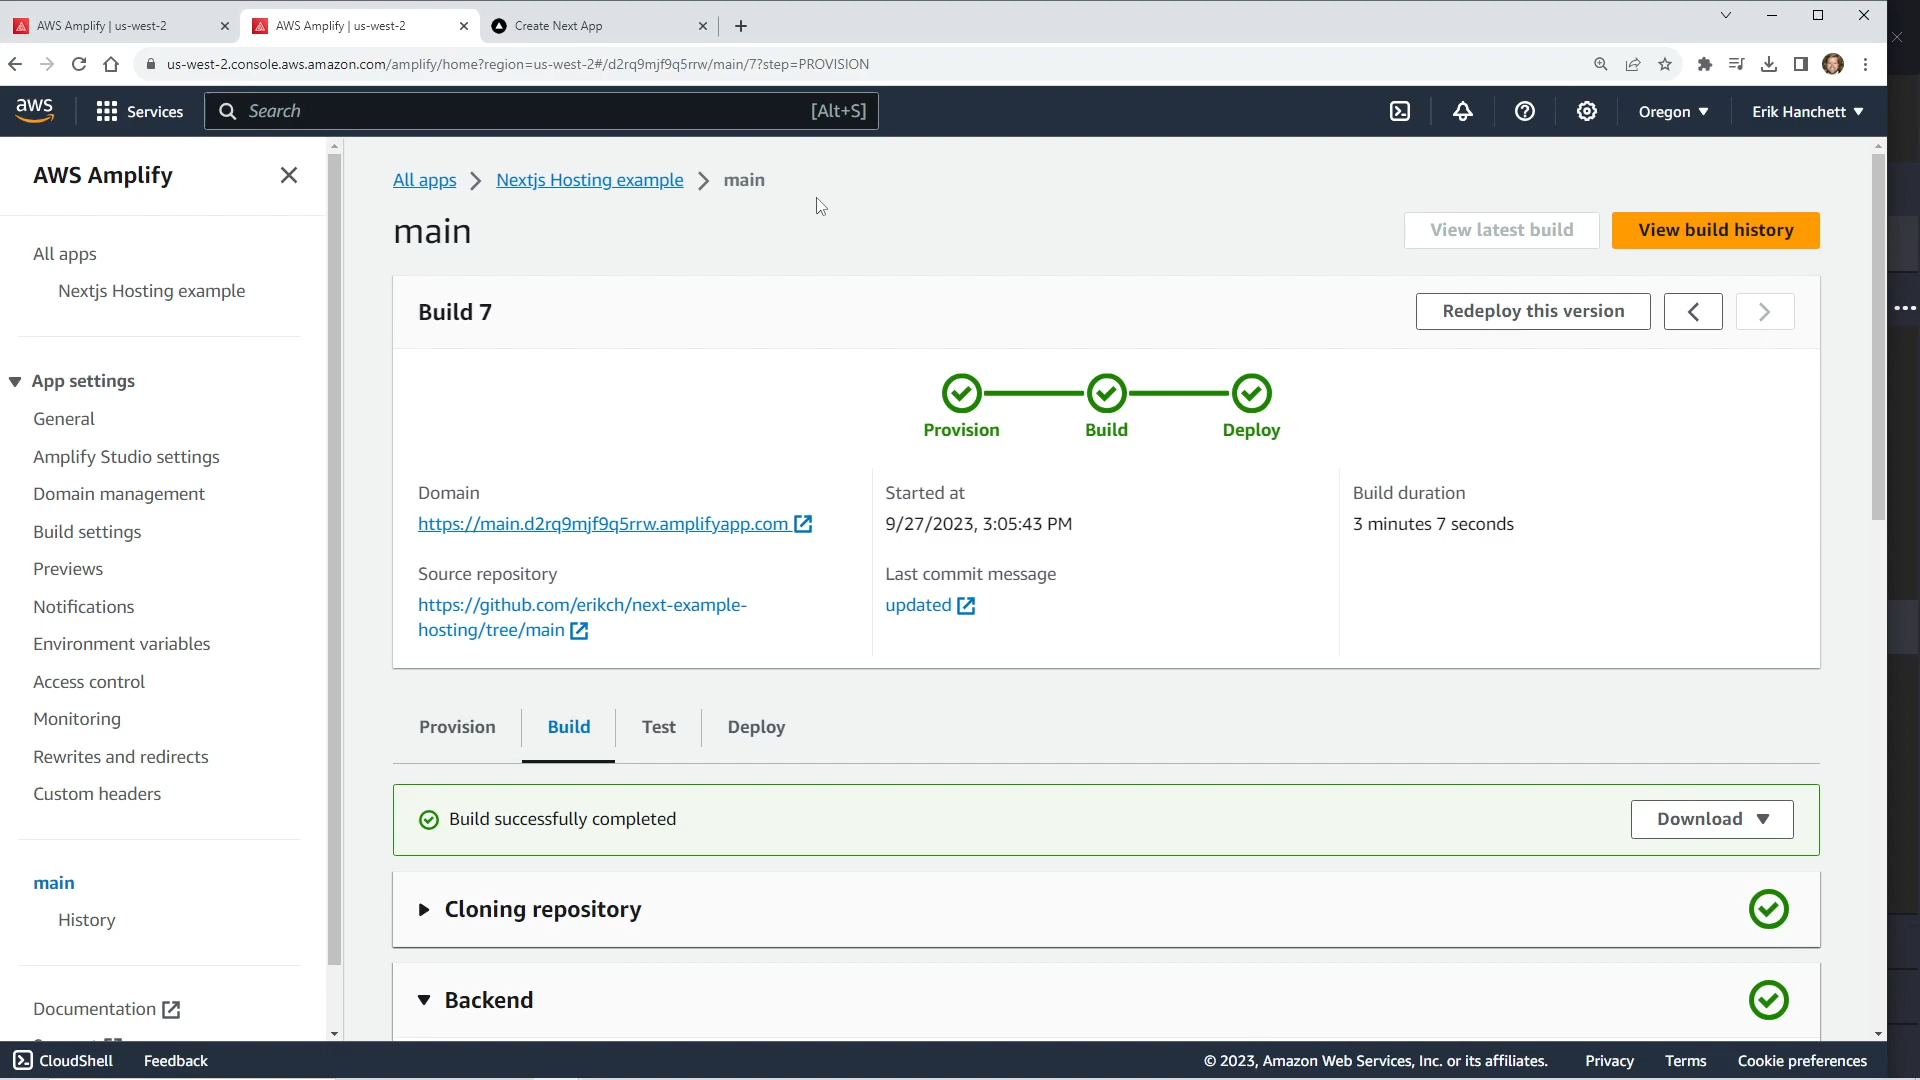 AWS Amplify | us-west-2
AWS Amplify | us-west-2
Create Next App
us-west-2.console.aws.amazon.com/amplify/home?region=us-west-2#/d2rq9mjf9q5rrw/main/7?step=PROVISION
aws
Services
Search
[Alt+S]
Oregon
Erik Hanchett
AWS Amplify
All apps
Nextjs Hosting example
App settings
General
Amplify Studio settings
Domain management
Build settings
Previews
Notifications
Environment variables
Access control
Monitoring
Rewrites and redirects
Custom headers
main
History
Documentation
All apps
Nextjs Hosting example
main
main
View latest build
View build history
Build 7
Redeploy this version
Provision
Build
Deploy
Domain
https://main.d2rq9mjf9q5rrw.amplifyapp.com
Source repository
https://github.com/erikch/next-example-
hosting/tree/main
Started at
9/27/2023, 3:05:43 PM
Last commit message
updated
Build duration
3 minutes 7 seconds
Provision
Build
Test
Deploy
Build successfully completed
Download
Cloning repository
Backend
CloudShell
Feedback
© 2023, Amazon Web Services, Inc. or its affiliates.
Privacy
Terms
Cookie preferences